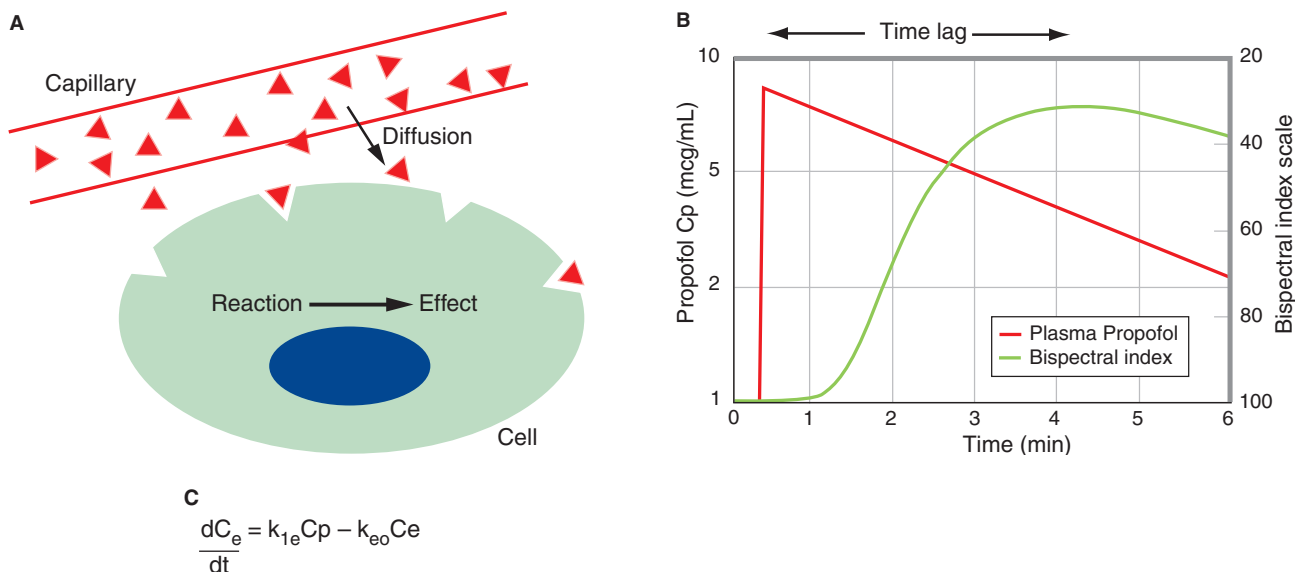 A
Capillary
Diffusion
Reaction
Effect
Cell
B
Time lag
10
5
2
1
Propofol Cp (mcg/mL)
20
40
60
80
100
Bispectral index scale
Plasma Propofol
Bispectral index
0 1 2 3 4 5 6
Time (min)
C
dCe = k1eCp – keoCe
dt